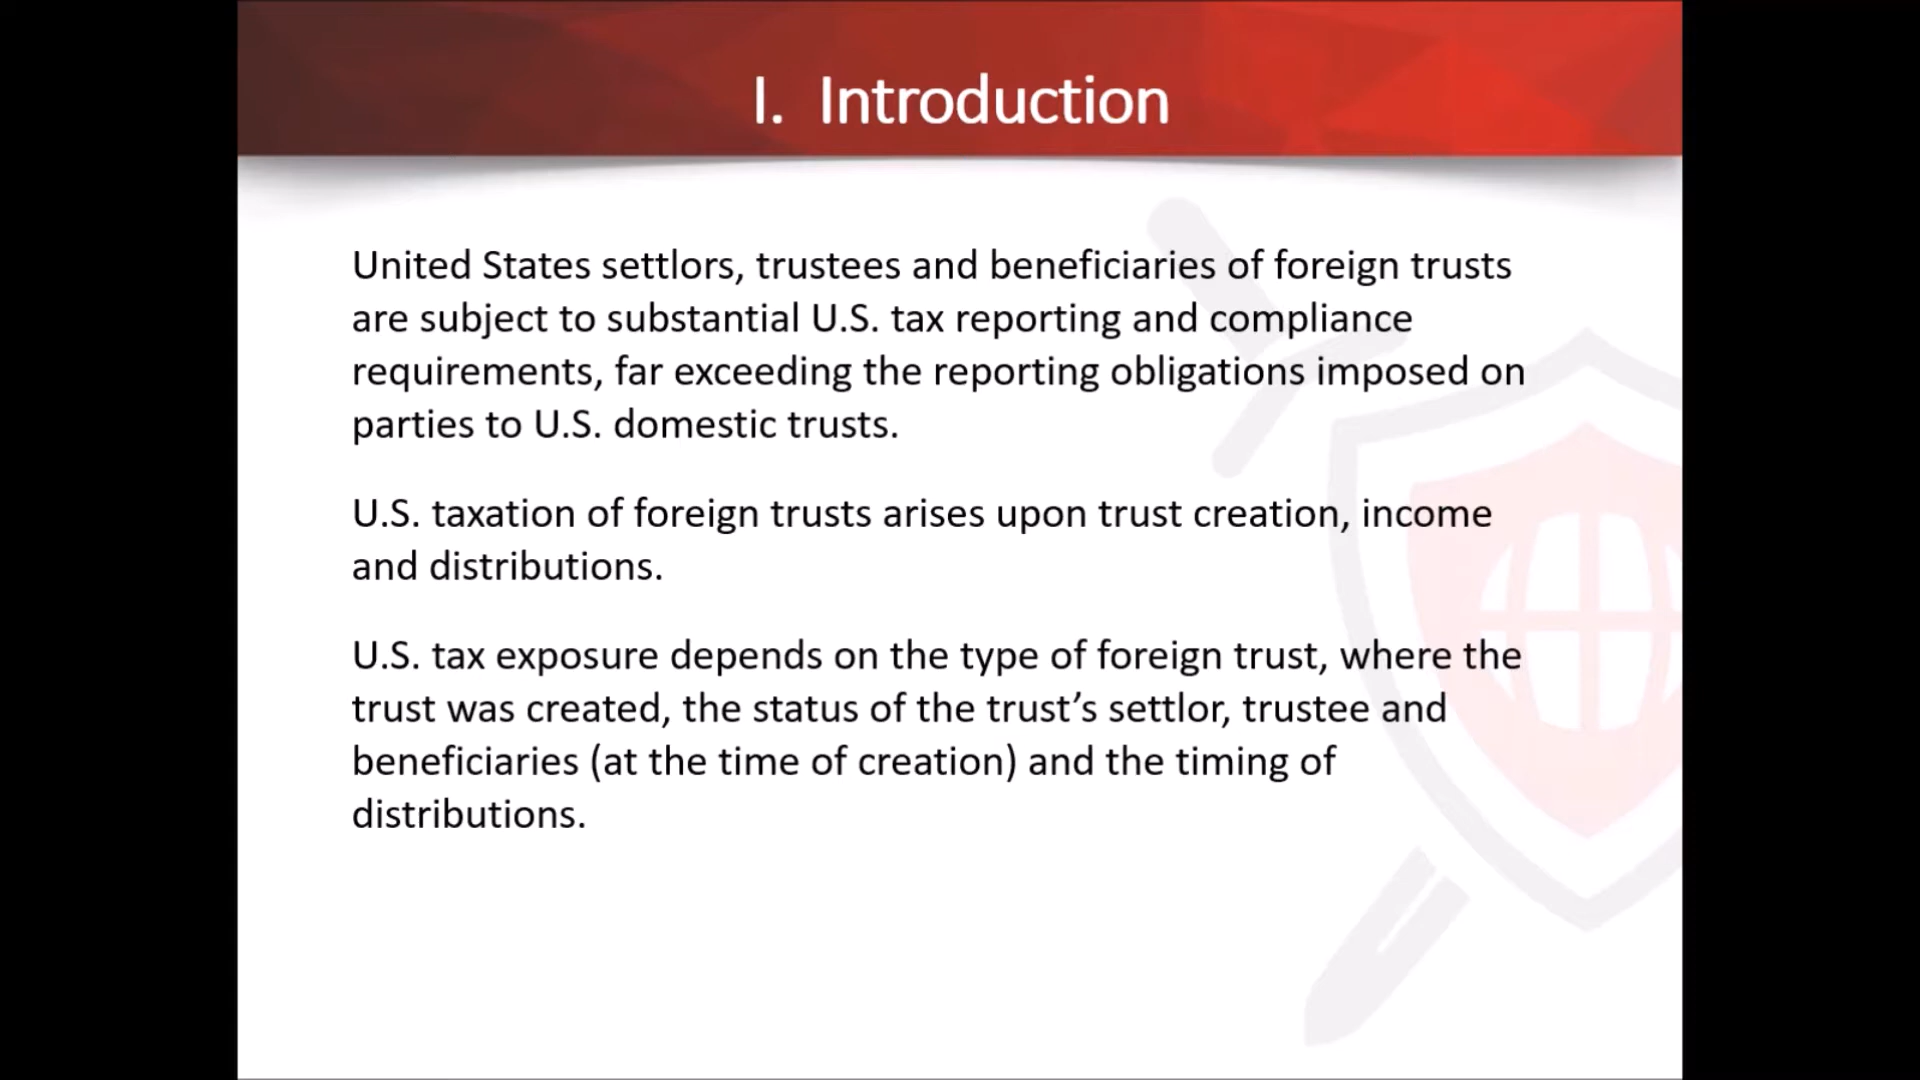 I. Introduction
United States settlors, trustees and beneficiaries of foreign trusts
are subject to substantial U.S. tax reporting and compliance
requirements, far exceeding the reporting obligations imposed on
parties to U.S. domestic trusts.
U.S. taxation of foreign trusts arises upon trust creation, income
and distributions.
U.S. tax exposure depends on the type of foreign trust, where the
trust was created, the status of the trust’s settlor, trustee and
beneficiaries (at the time of creation) and the timing of
distributions.